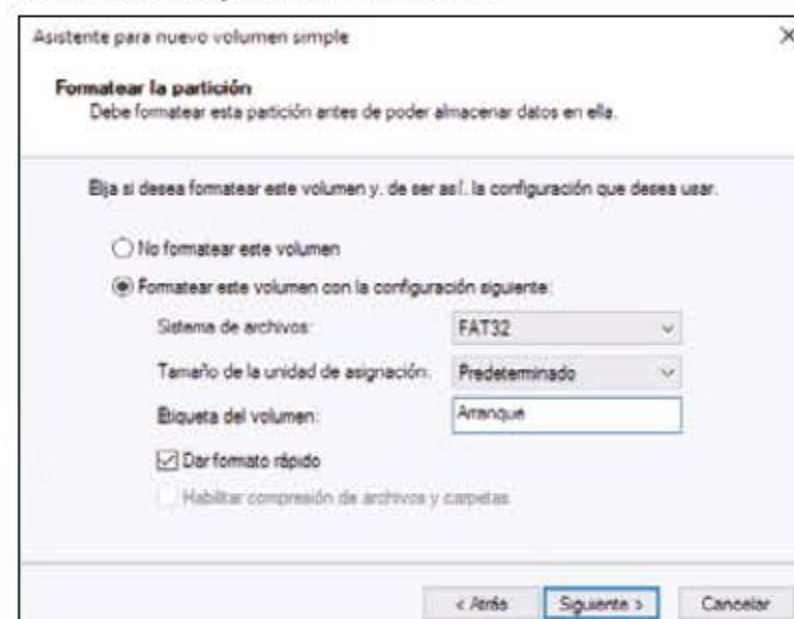 Asistente para nuevo volumen simple
Formatear la partición
Debe formatear esta partición antes de poder almacenar datos en ella.
Elija si desea formatear este volumen y, de ser así, la configuración que desea usar.
No formatear este volumen
Formatear este volumen con la configuración siguiente:
Sistema de archivos: FAT32
Tamaño de la unidad de asignación: Predeterminado
Etiqueta del volumen: Arranque
Dar formato rápido
Habilitar compresión de archivos y carpetas
< Atrás Siguiente > Cancelar